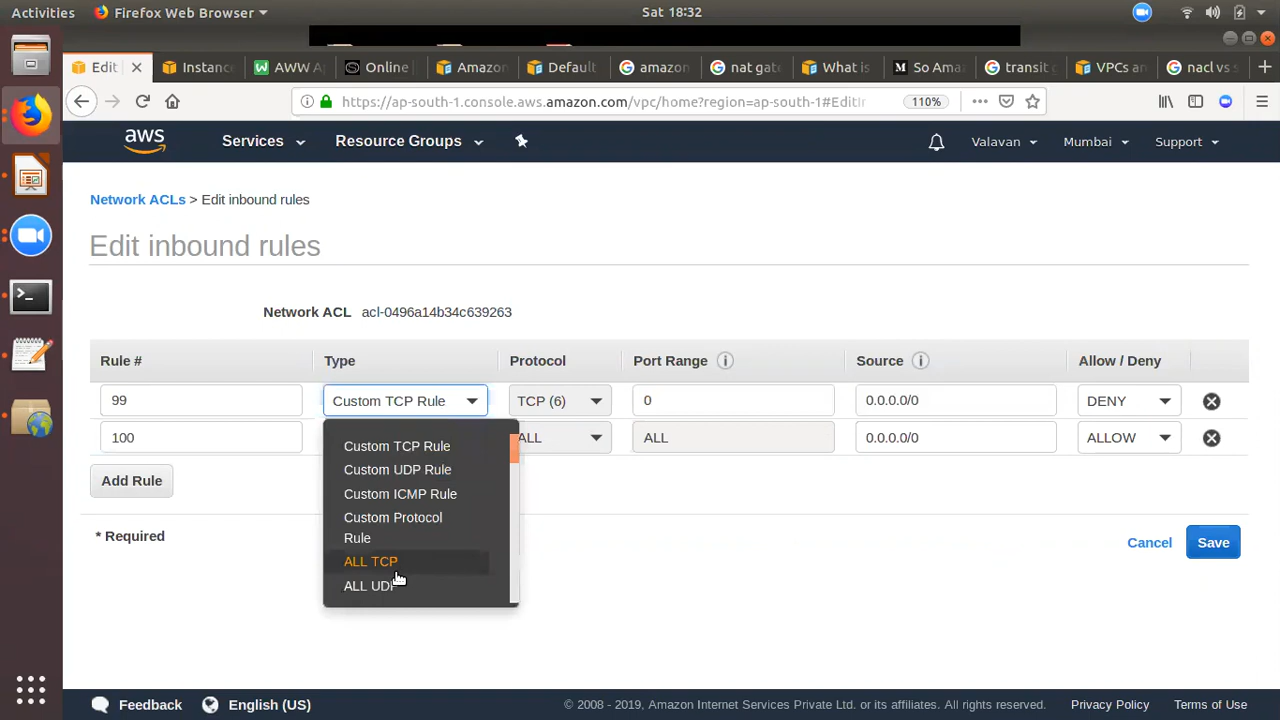 Activities Firefox Web Browser Sat 18:32
Edit Instanc AWW A Online Amazon Default amazon nat gate What is So Ama transit g VPCs an nacl vs s
https://ap-south-1.console.aws.amazon.com/vpc/home?region=ap-south-1#EditIn 110%
aws Services Resource Groups Valavan Mumbai Support
Network ACLs > Edit inbound rules
Edit inbound rules
Network ACL acl-0496a14b34c639263
Rule # Type Protocol Port Range Source Allow / Deny
99 Custom TCP Rule TCP (6) 0 0.0.0.0/0 DENY
100 ALL ALL 0.0.0.0/0 ALLOW
Custom TCP Rule
Custom UDP Rule
Custom ICMP Rule
Custom Protocol
Rule
ALL TCP
ALL UDP
Add Rule
* Required
Cancel Save
Feedback English (US) © 2008 - 2019, Amazon Internet Services Private Ltd. or its affiliates. All rights reserved. Privacy Policy Terms of Use